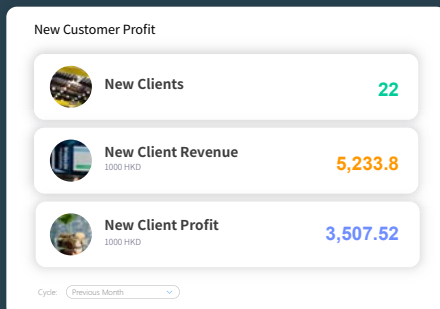 New Customer Profit
New Clients
22
New Client Revenue
1000 HKD
5,233.8
New Client Profit
1000 HKD
3,507.52
Cycle: Previous Month